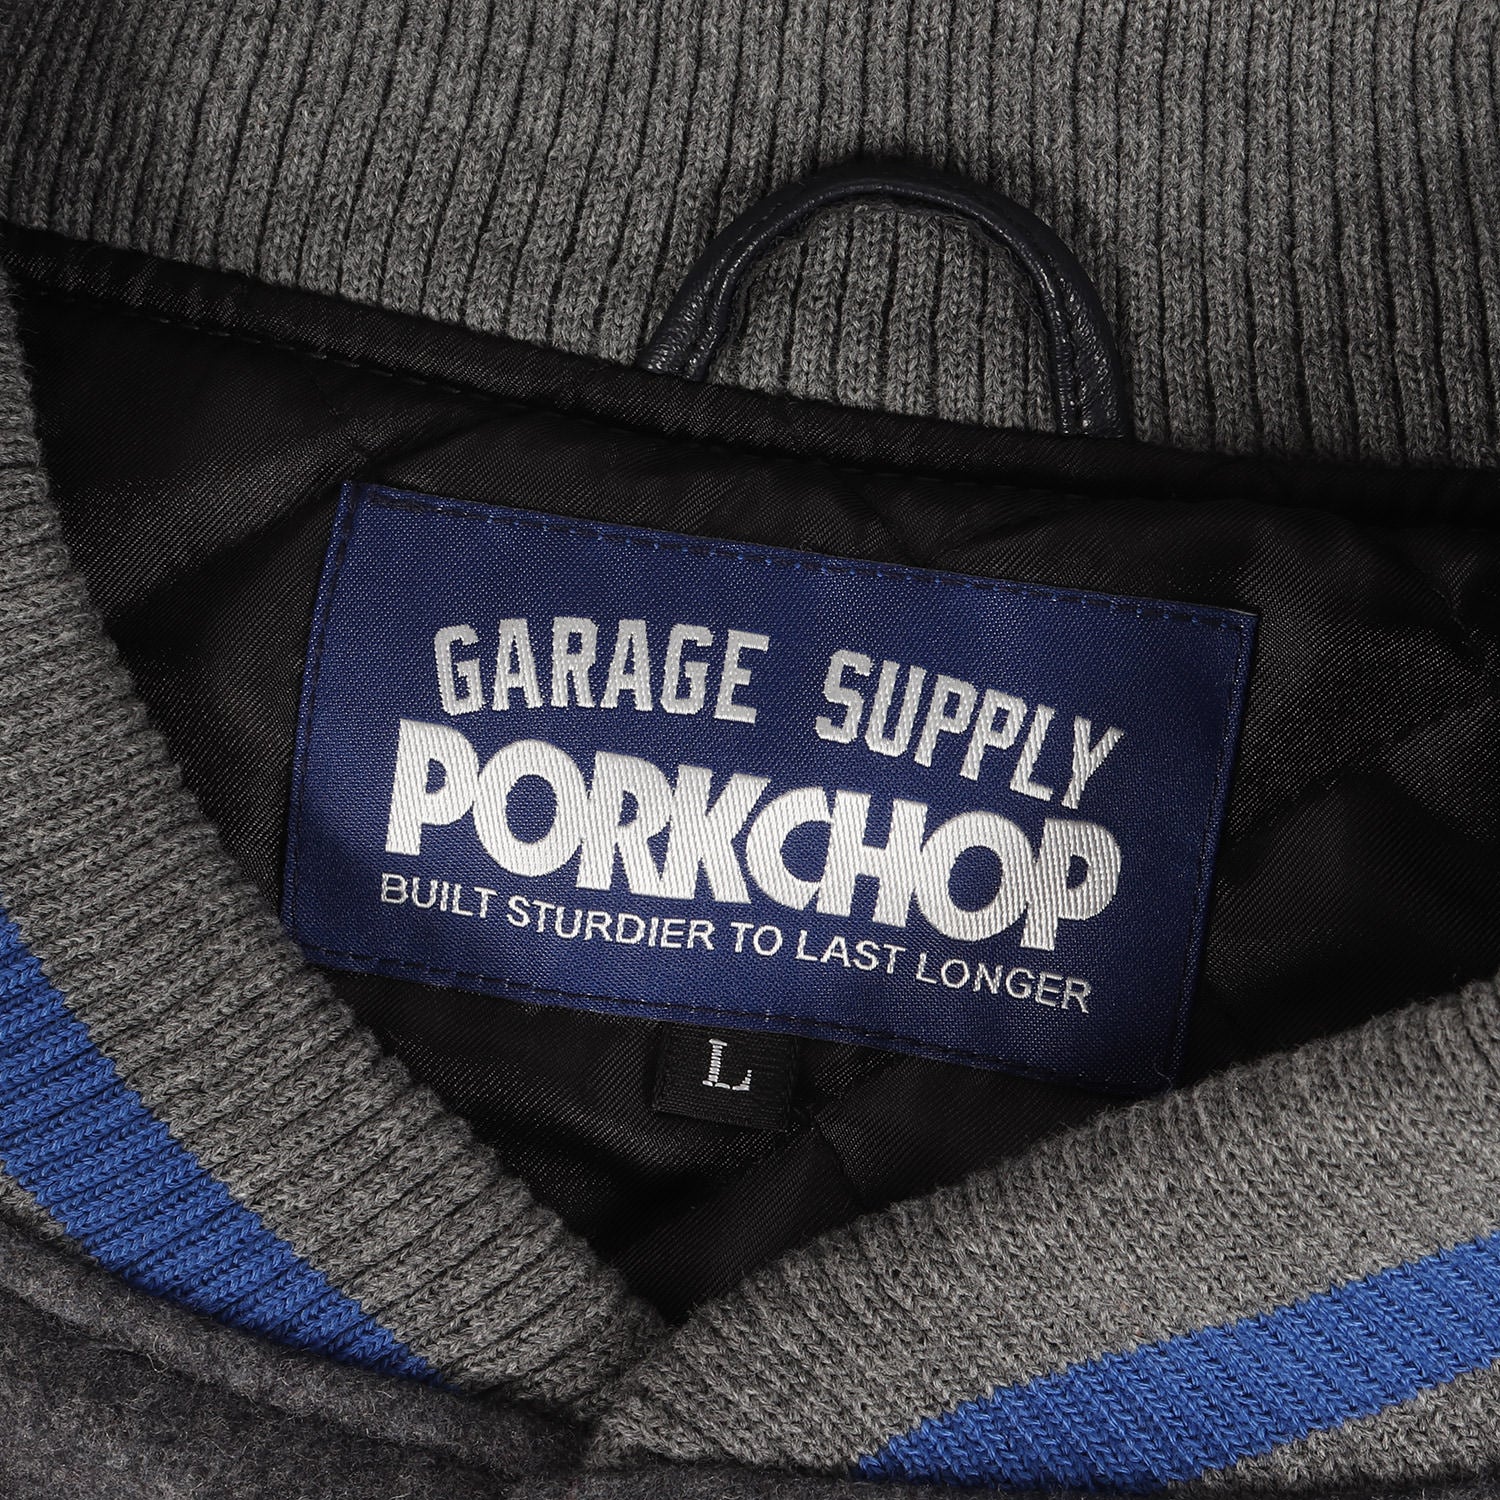 GARAGE SUPPLY
PORKCHOP
BUILT STURDIER TO LAST LONGER
L